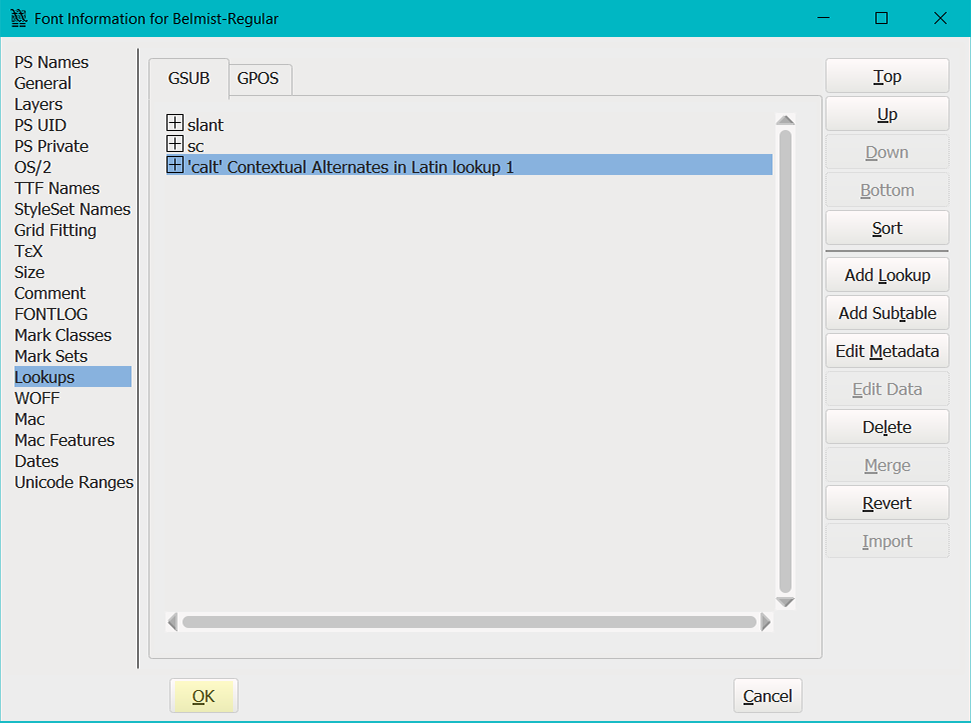 Font Information for Belmist-Regular
PS Names
General
Layers
PS UID
PS Private
OS/2
TTF Names
StyleSet Names
Grid Fitting
ΤεΧ
Size
Comment
FONTLOG
Mark Classes
Mark Sets
Lookups
WOFF
Mac
Mac Features
Dates
Unicode Ranges
GSUB
GPOS
slant
sc
'calt' Contextual Alternates in Latin lookup 1
Top
Up
Down
Bottom
Sort
Add Lookup
Add Subtable
Edit Metadata
Edit Data
Delete
Merge
Revert
Import
OK
Cancel